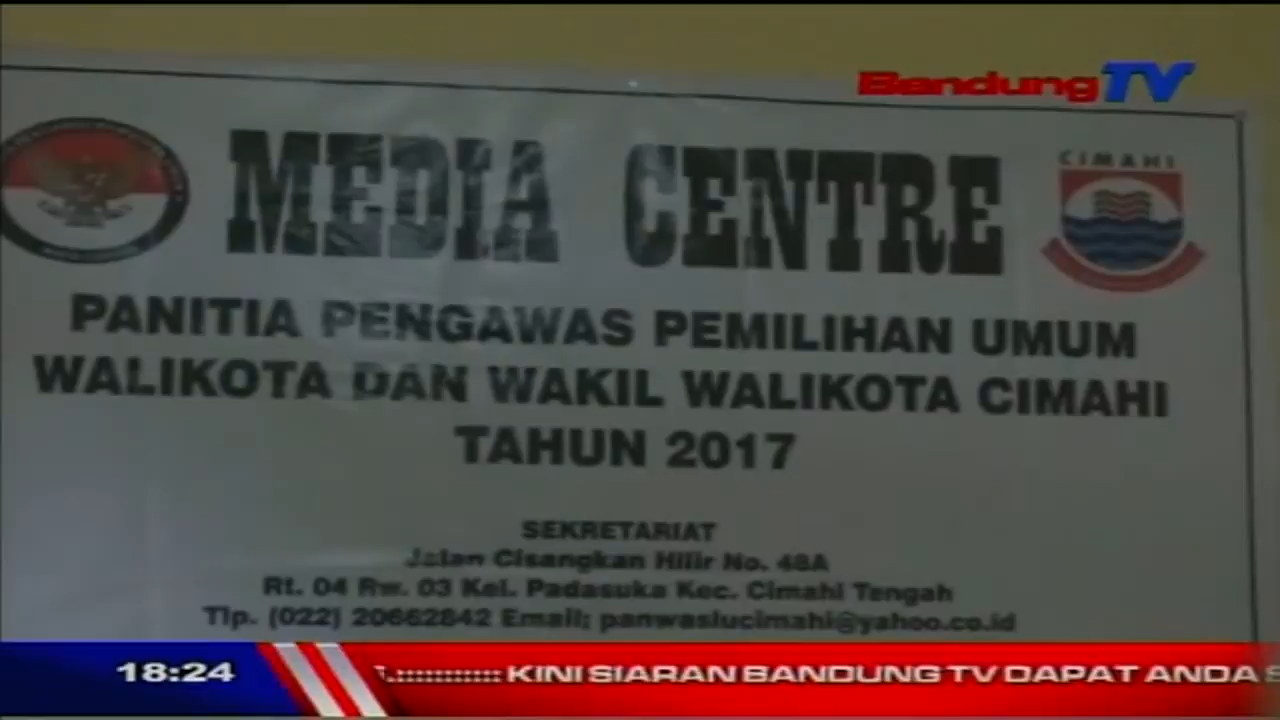 BandungTV
CIMAHI
MEDIA CENTRE
PANITIA PENGAWAS PEMILIHAN UMUM
WALIKOTA DAN WAKIL WALIKOTA CIMAHI
TAHUN 2017
SEKRETARIAT
Jalan Cisangkan Hilir No. 48A
Rt. 04 Rw. 03 Kel. Padasuka Kec. Cimahi Tengah
Tlp. (022) 20662842 Email; panwaslucimahi@yahoo.co.id
18:24
KINI SIARAN BANDUNG TV DAPAT ANDA